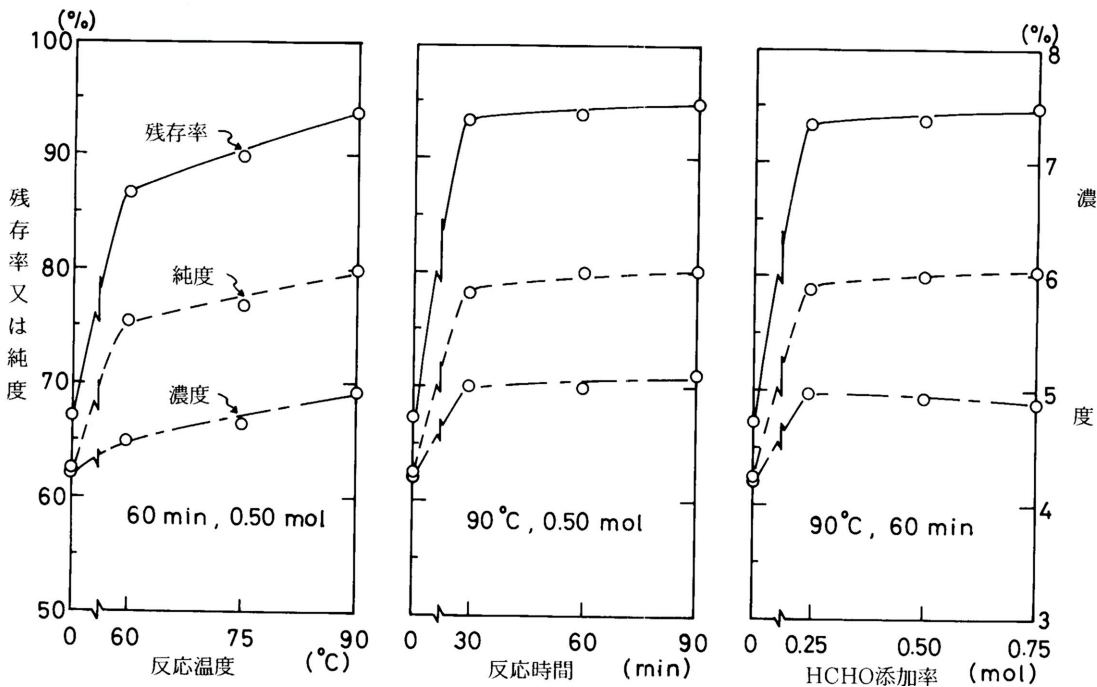 (%)
100
90
80
70
60
50
残存率又は純度
残存率
純度
濃度
60 min, 0.50 mol
0 60 75 90
反応温度 (°C)
90°C, 0.50 mol
0 30 60 90
反応時間 (min)
(%)
8
7
6
5
4
3
濃度
90°C, 60 min
0 0.25 0.50 0.75
HCHO添加率 (mol)